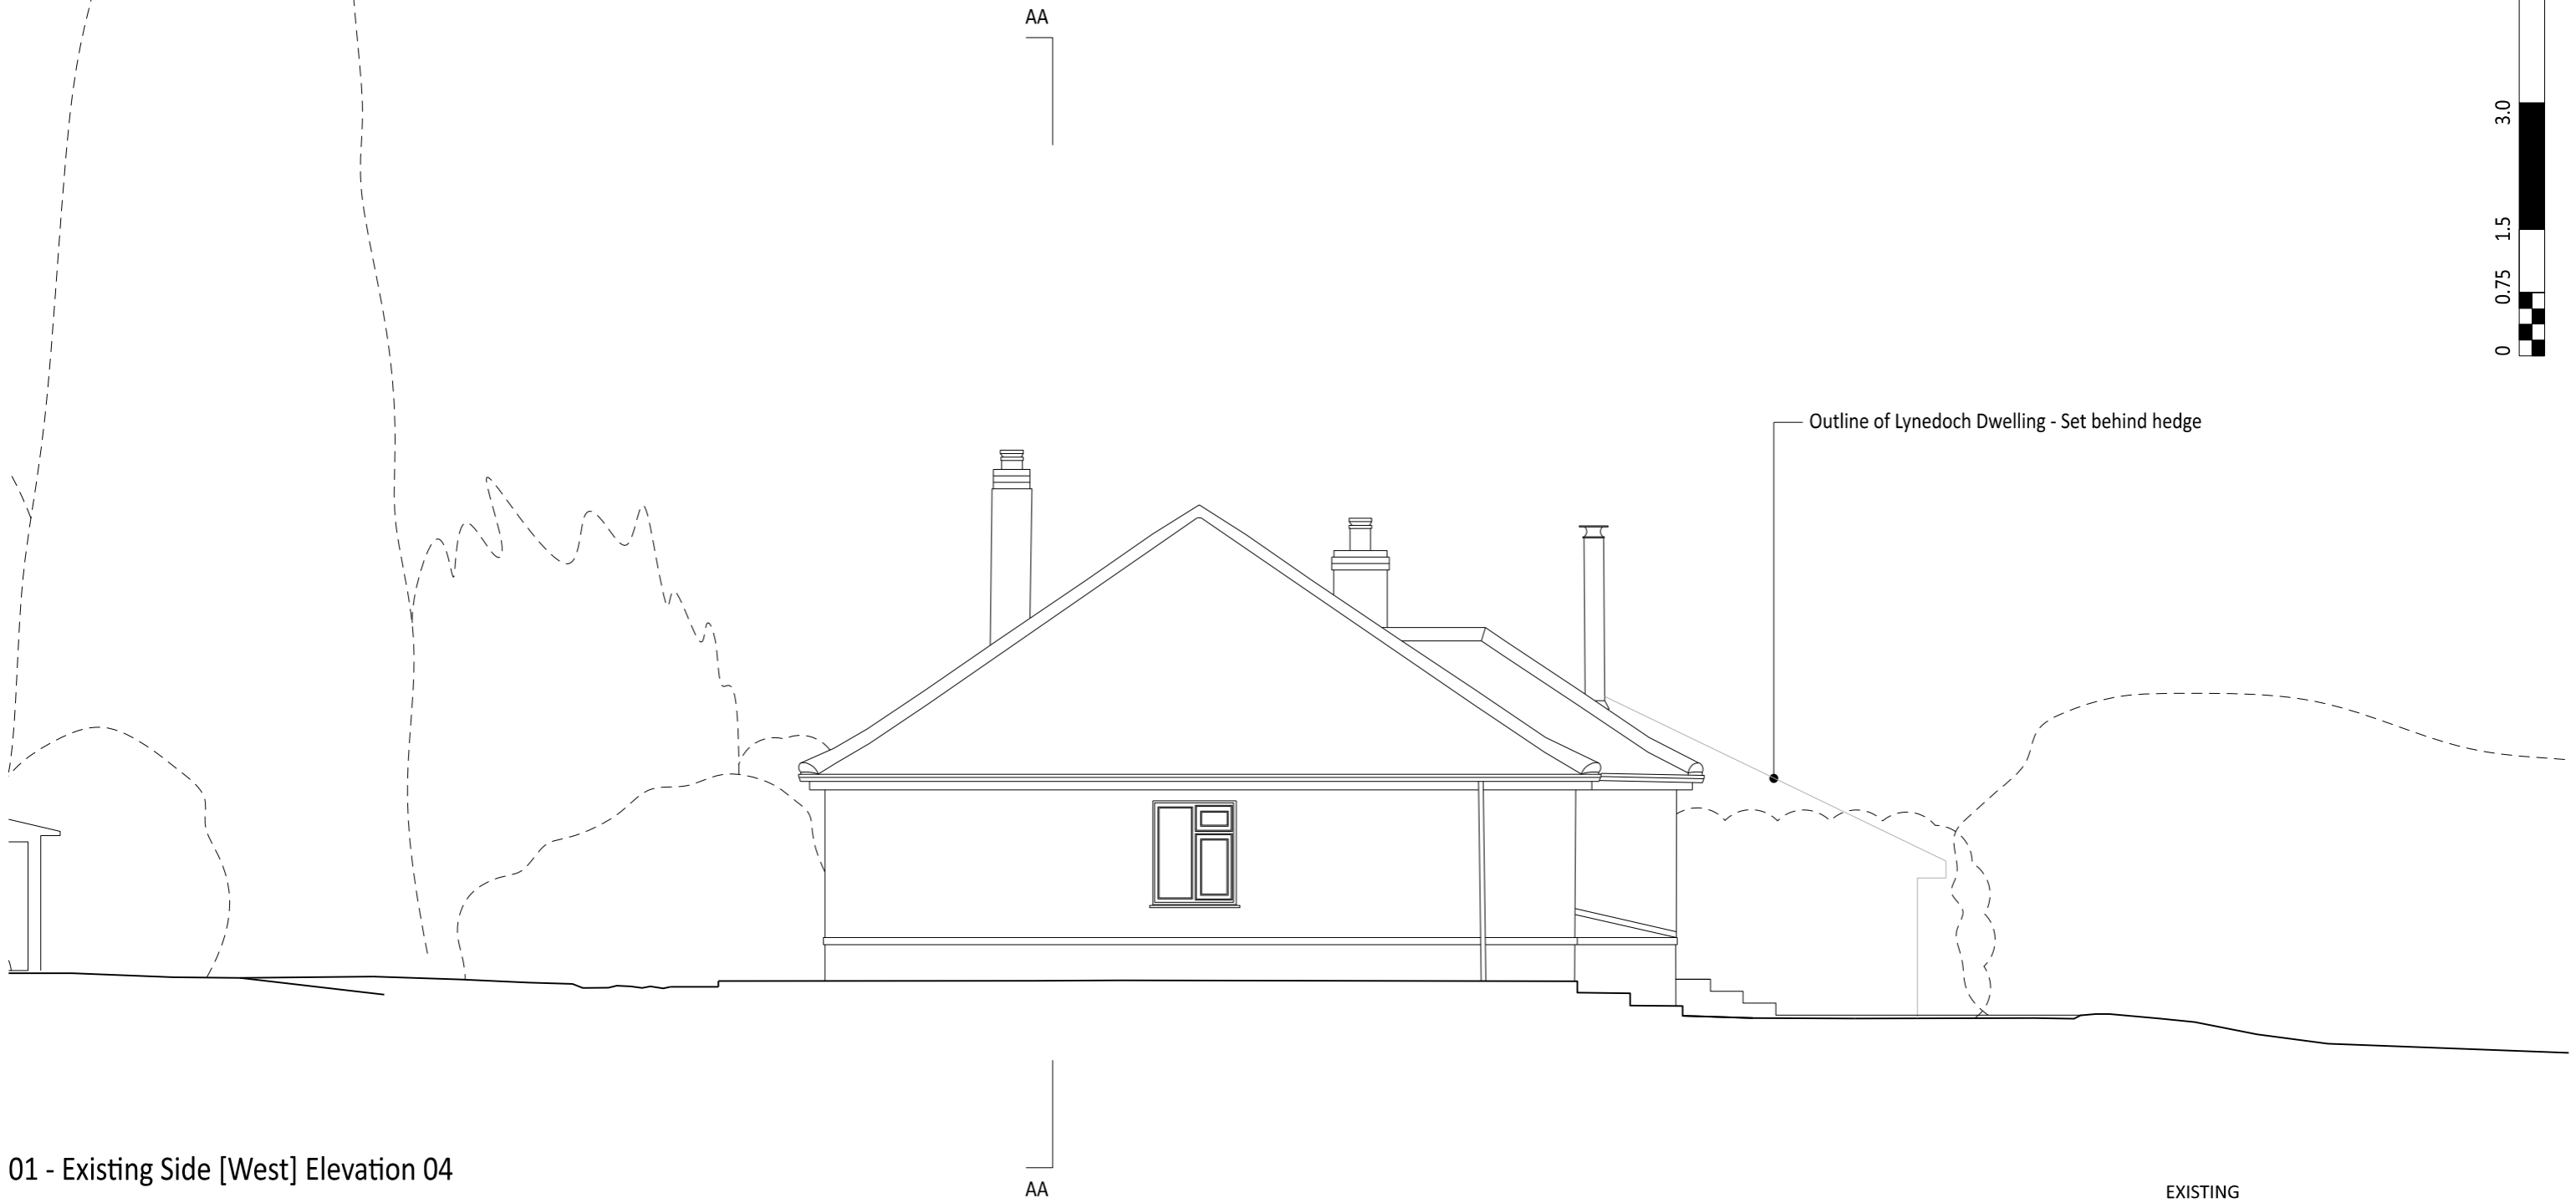 AA
3.0
1.5
0.75
0
Outline of Lynedoch Dwelling - Set behind hedge
01 - Existing Side [West] Elevation 04
AA
EXISTING